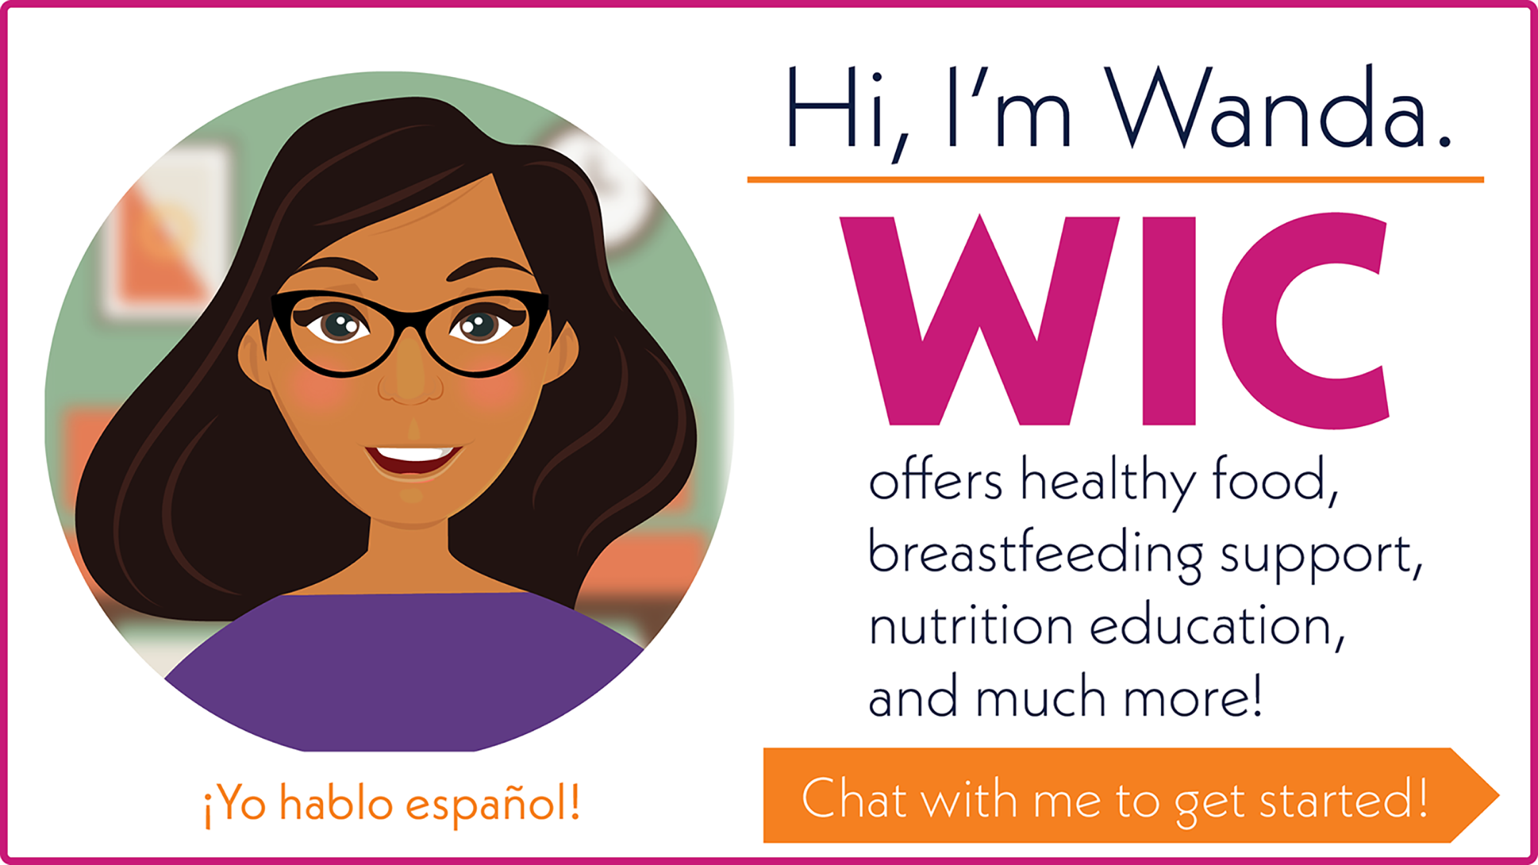 Hi, I'm Wanda.
WIC
offers healthy food,
breastfeeding support,
nutrition education,
and much more!
Chat with me to get started!
¡Yo hablo español!